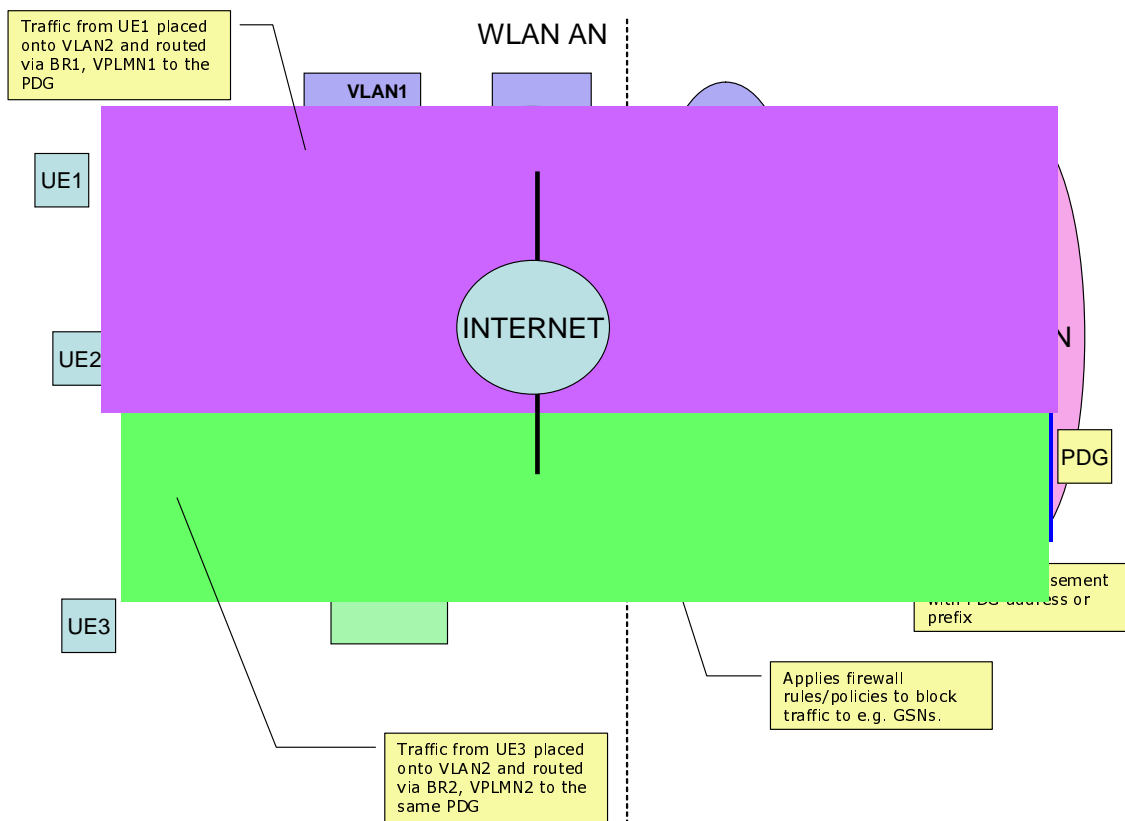 Traffic from UE1 placed
onto VLAN2 and routed
via BR1, VPLMN1 to the
PDG
WLAN AN
VLAN1
UE1
INTERNET
N
UE2
PDG
sement
with PDG address or
prefix
UE3
Applies firewall
rules/policies to block
traffic to e.g. GSNs.
Traffic from UE3 placed
onto VLAN2 and routed
via BR2, VPLMN2 to the
same PDG